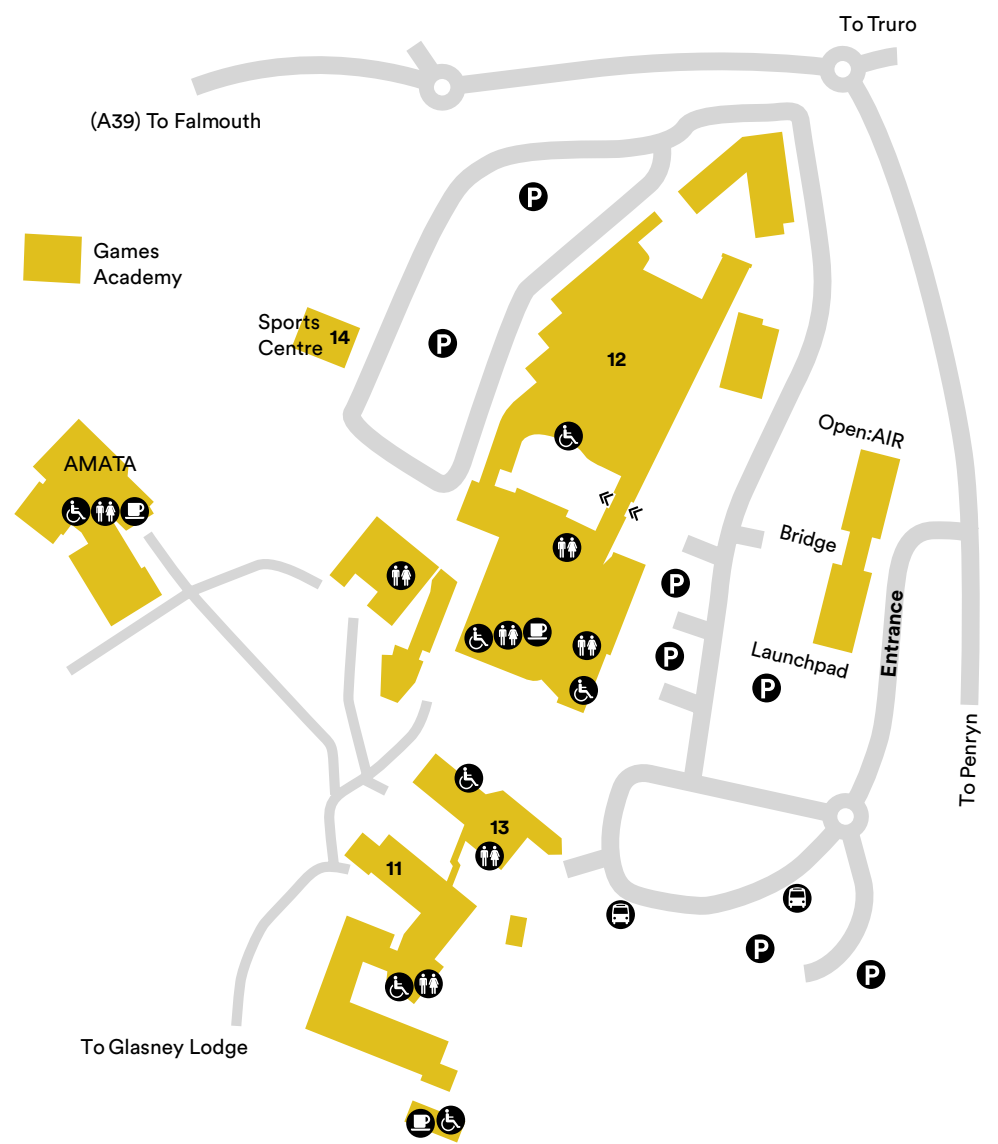 To Truro
(A39) To Falmouth
P
Games
Academy
Sports
Centre
14
P
12
Open:AIR
AMATA
Bridge
P
Entrance
Launchpad
P
P
To Penryn
13
11
P
P
To Glasney Lodge